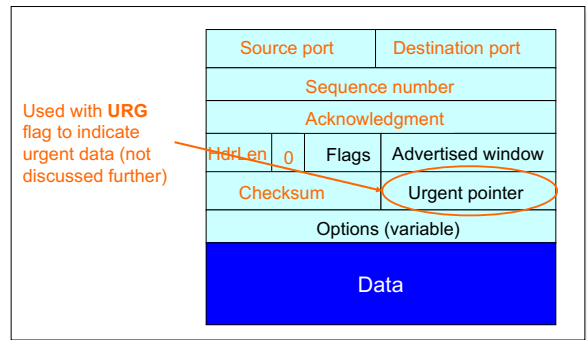 Source port Destination port
Sequence number
Acknowledgment
Used with URG
flag to indicate
urgent data (not
discussed further)
HdrLen 0 Flags Advertised window
Checksum Urgent pointer
Options (variable)
Data